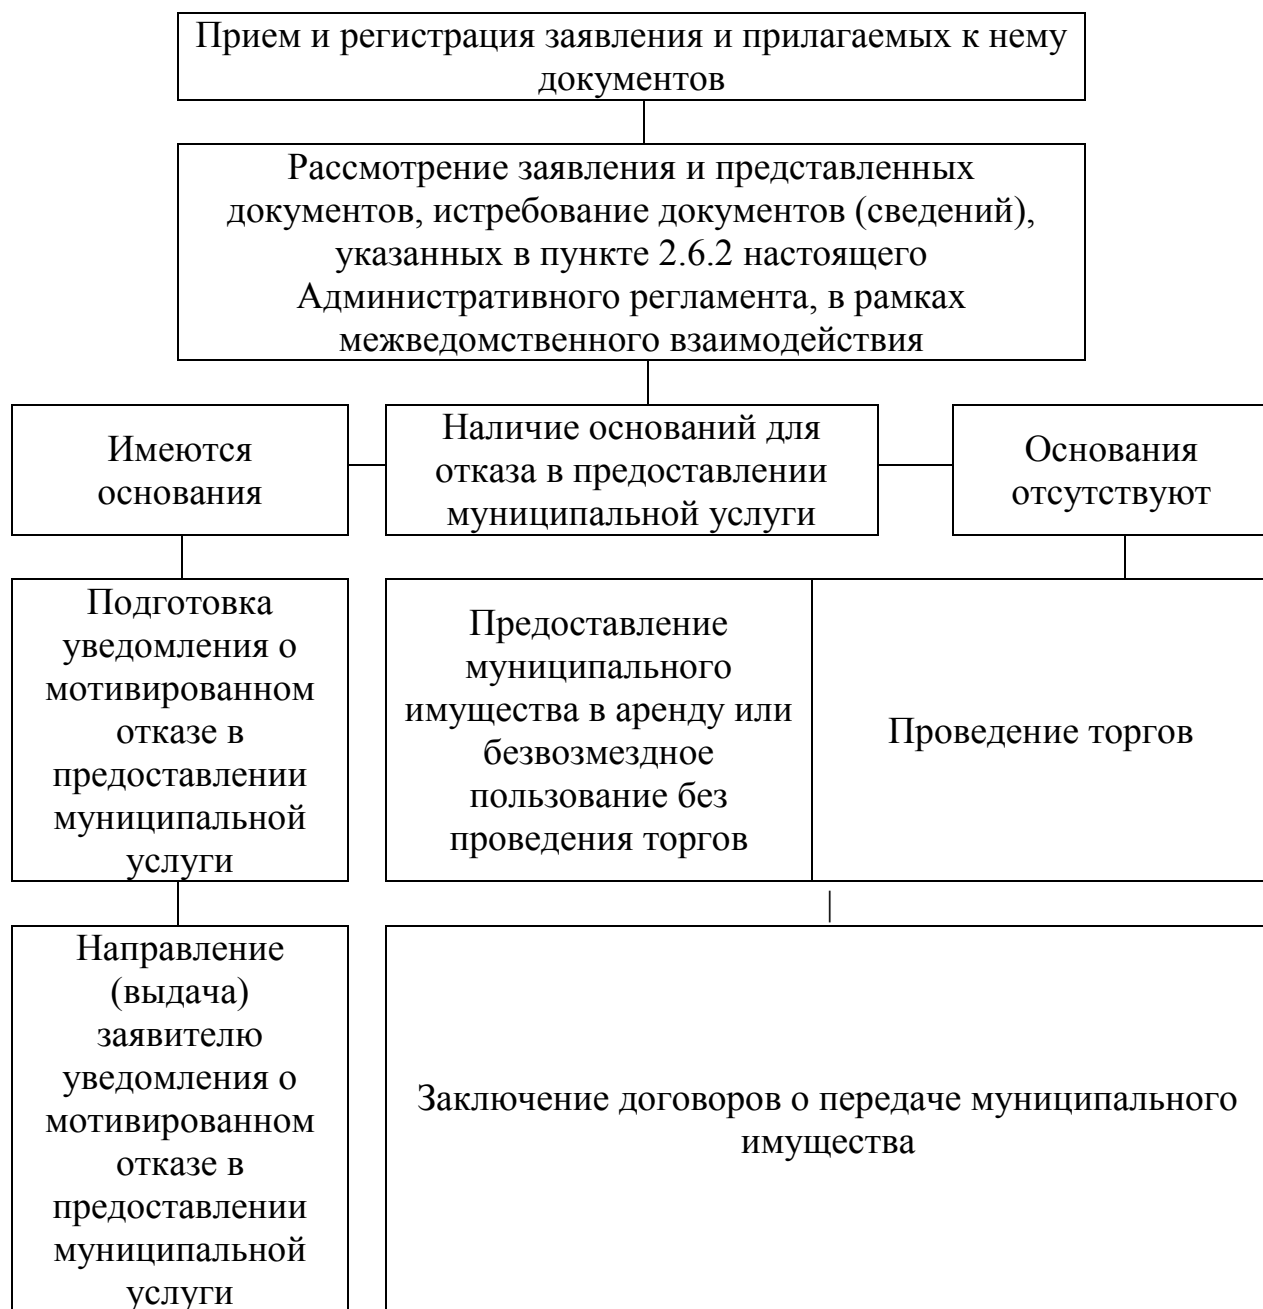 Прием и регистрация заявления и прилагаемых к нему
документов
Рассмотрение заявления и представленных
документов, истребование документов (сведений),
указанных в пункте 2.6.2 настоящего
Административного регламента, в рамках
межведомственного взаимодействия
Имеются
основания
Наличие оснований для
отказа в предоставлении
муниципальной услуги
Основания
отсутствуют
Подготовка
уведомления о
мотивированном
отказе в
предоставлении
муниципальной
услуги
Предоставление
муниципального
имущества в аренду или
безвозмездное
пользование без
проведения торгов
Проведение торгов
Направление
(выдача)
заявителю
уведомления о
мотивированном
отказе в
предоставлении
муниципальной
услуги
Заключение договоров о передаче муниципального
имущества